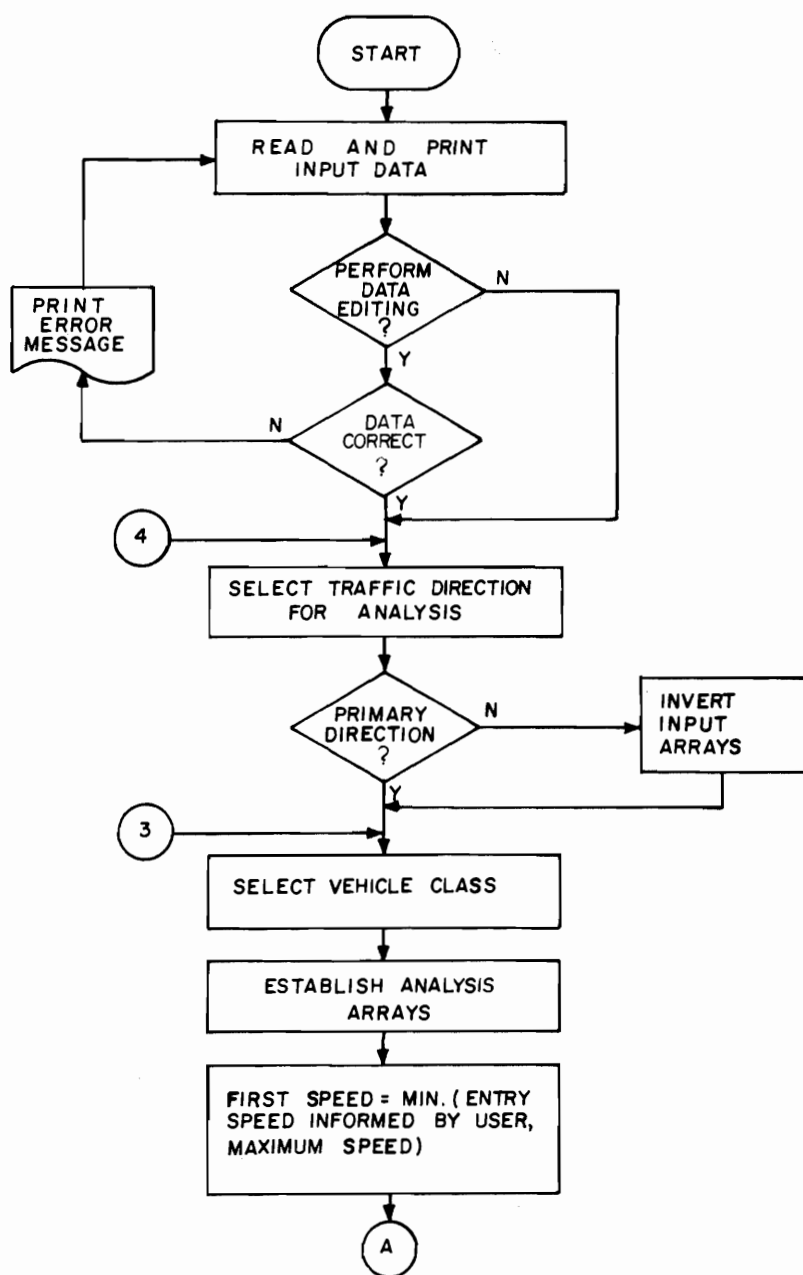 START
READ AND PRINT
INPUT DATA
PERFORM
DATA
EDITING
?
N
Y
PRINT
ERROR
MESSAGE
N
DATA
CORRECT
?
Y
4
SELECT TRAFFIC DIRECTION
FOR ANALYSIS
PRIMARY
DIRECTION
?
N
INVERT
INPUT
ARRAYS
Y
3
SELECT VEHICLE CLASS
ESTABLISH ANALYSIS
ARRAYS
FIRST SPEED = MIN. (ENTRY
SPEED INFORMED BY USER,
MAXIMUM SPEED)
A